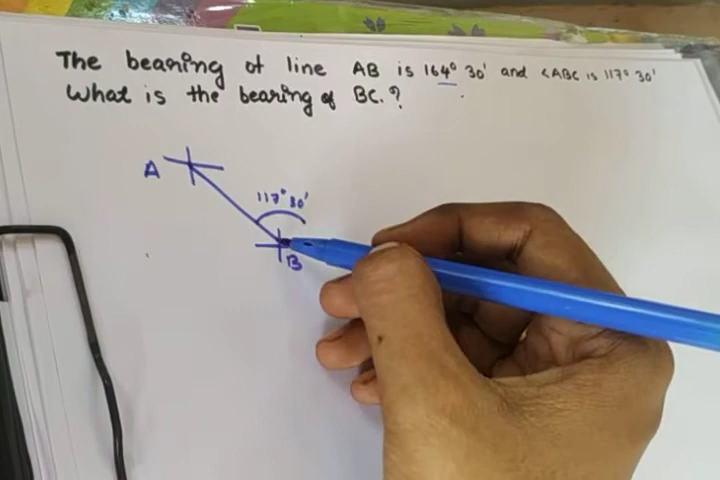 The bearing of line AB is 164° 30' and <ABC is 117° 30'
What is the bearing of BC.?
A
117° 30'
B